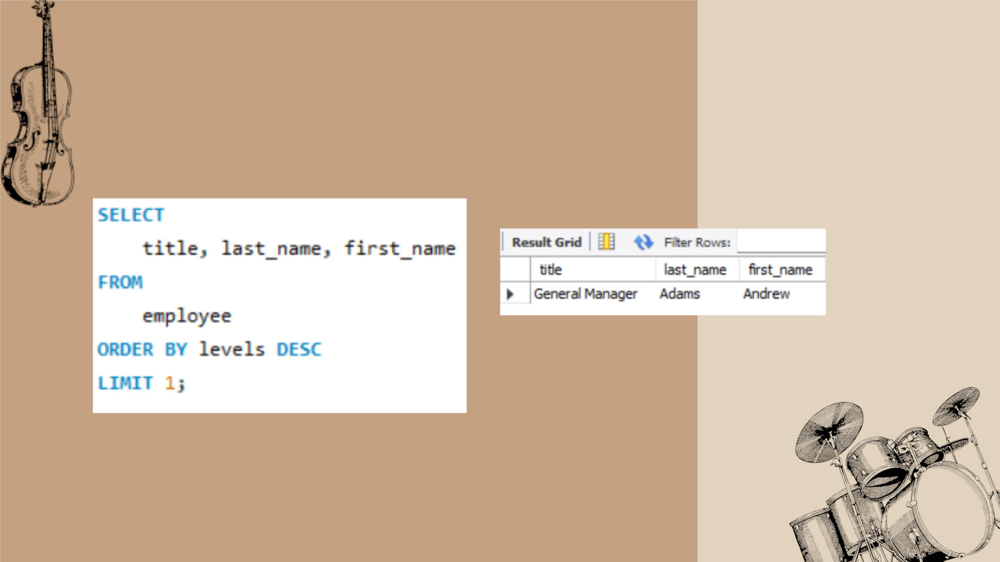 SELECT
title, last_name, first_name
FROM
employee
ORDER BY levels DESC
LIMIT 1;
Result Grid Filter Rows:
title last_name first_name
General Manager Adams Andrew